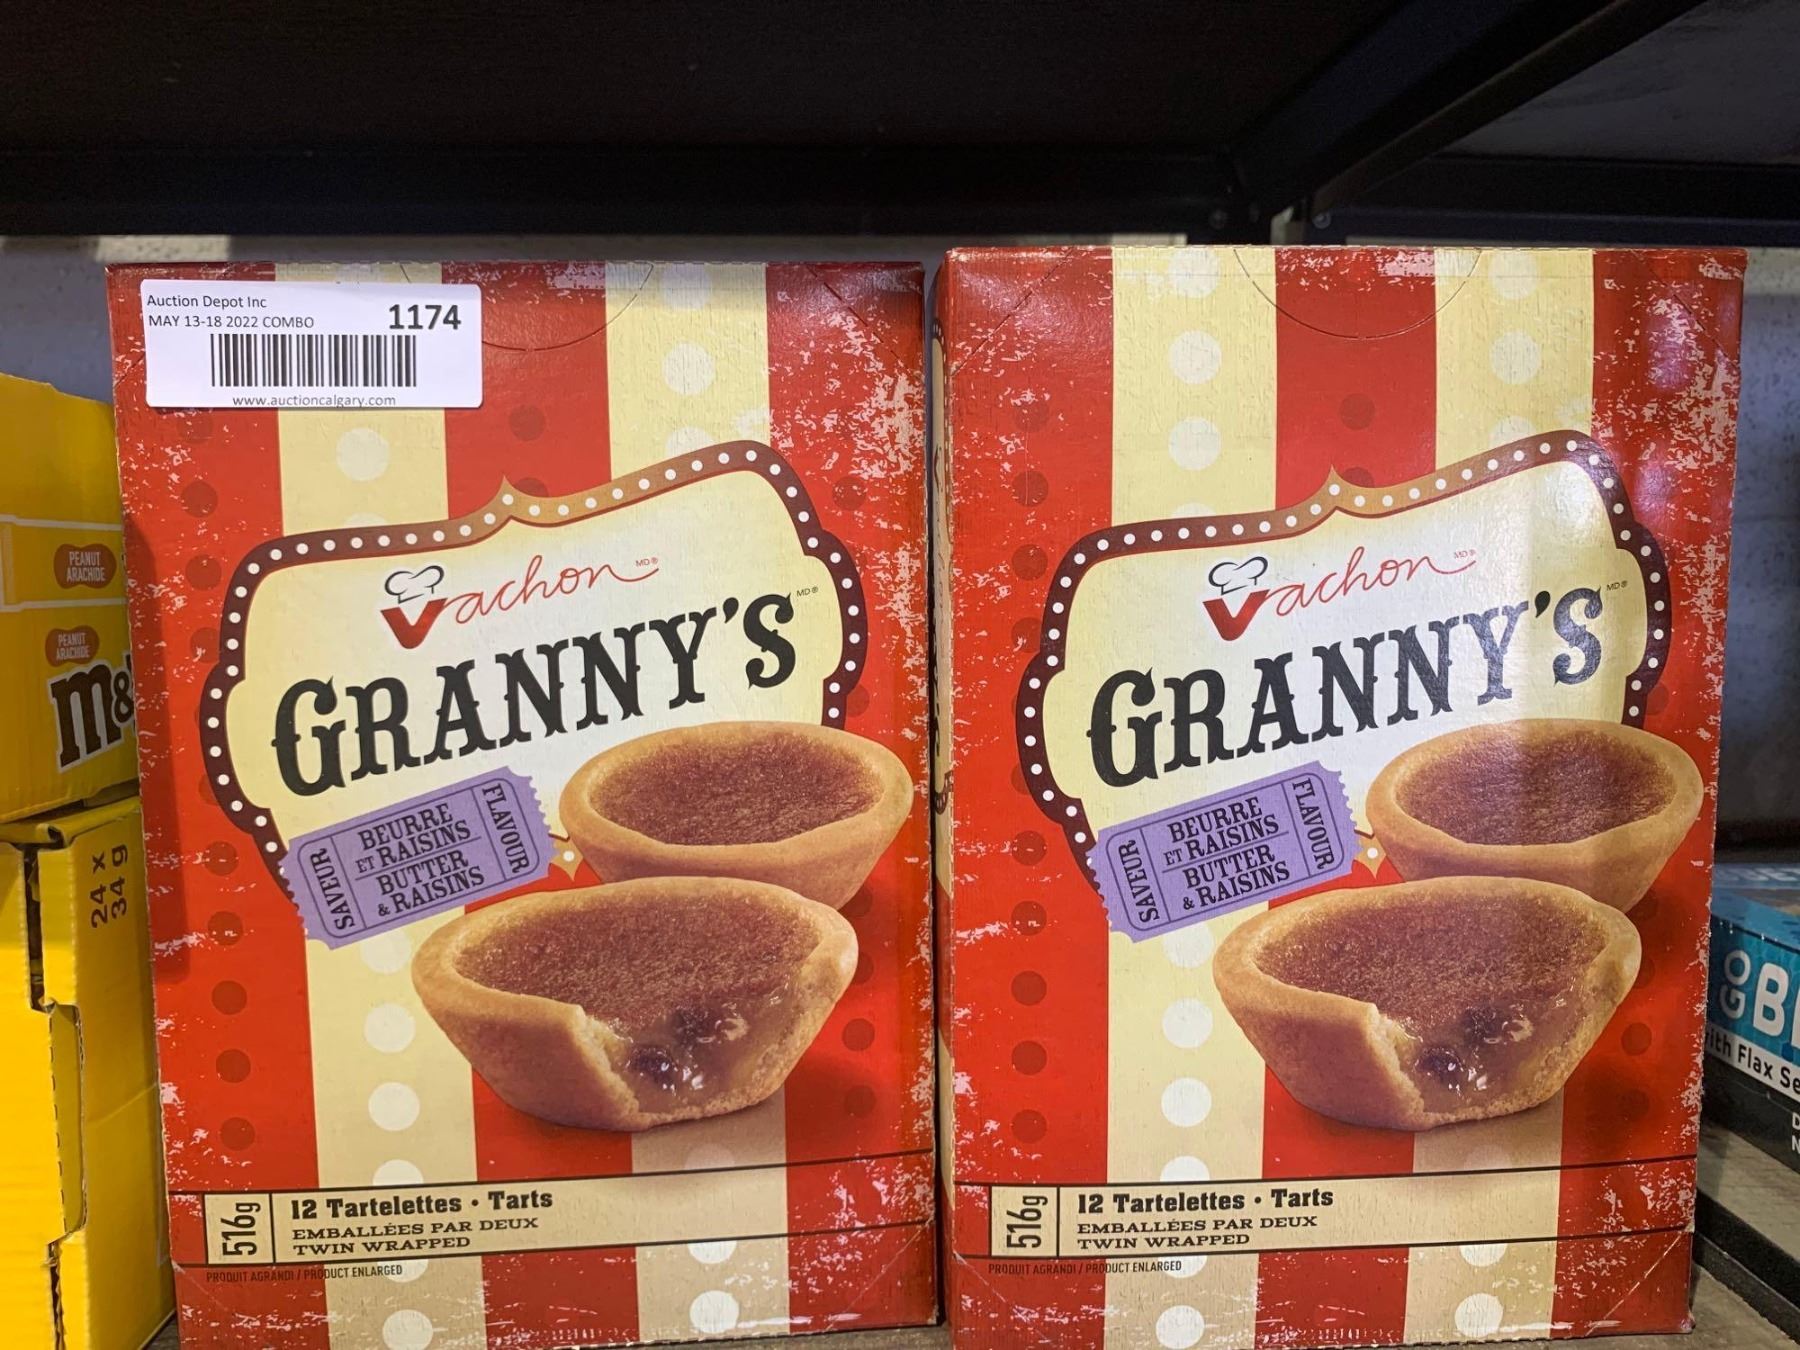 Auction Depot Inc
MAY 13-18 2022 COMBO
1174
www.auctioncalgary.com
Vachon MD®
GRANNY'S MD®
SAVEUR
BEURRE
ET RAISINS
BUTTER
& RAISINS
FLAVOUR
516g
12 Tartelettes • Tarts
EMBALLÉES PAR DEUX
TWIN WRAPPED
PRODUIT AGRANDI / PRODUCT ENLARGED
Vachon MD®
GRANNY'S MD®
SAVEUR
BEURRE
ET RAISINS
BUTTER
& RAISINS
FLAVOUR
516g
12 Tartelettes • Tarts
EMBALLÉES PAR DEUX
TWIN WRAPPED
PRODUIT AGRANDI / PRODUCT ENLARGED
PEANUT
ARACHIDE
PEANUT
ARACHIDE
m&
24 x
34 g
GO
with Flax